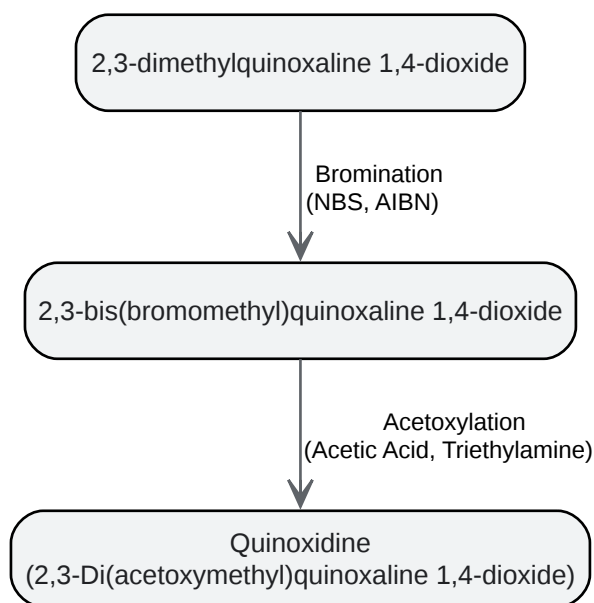 2,3-dimethylquinoxaline 1,4-dioxide
Bromination
(NBS, AIBN)
2,3-bis(bromomethyl)quinoxaline 1,4-dioxide
Acetoxylation
(Acetic Acid, Triethylamine)
Quinoxidine
(2,3-Di(acetoxymethyl)quinoxaline 1,4-dioxide)